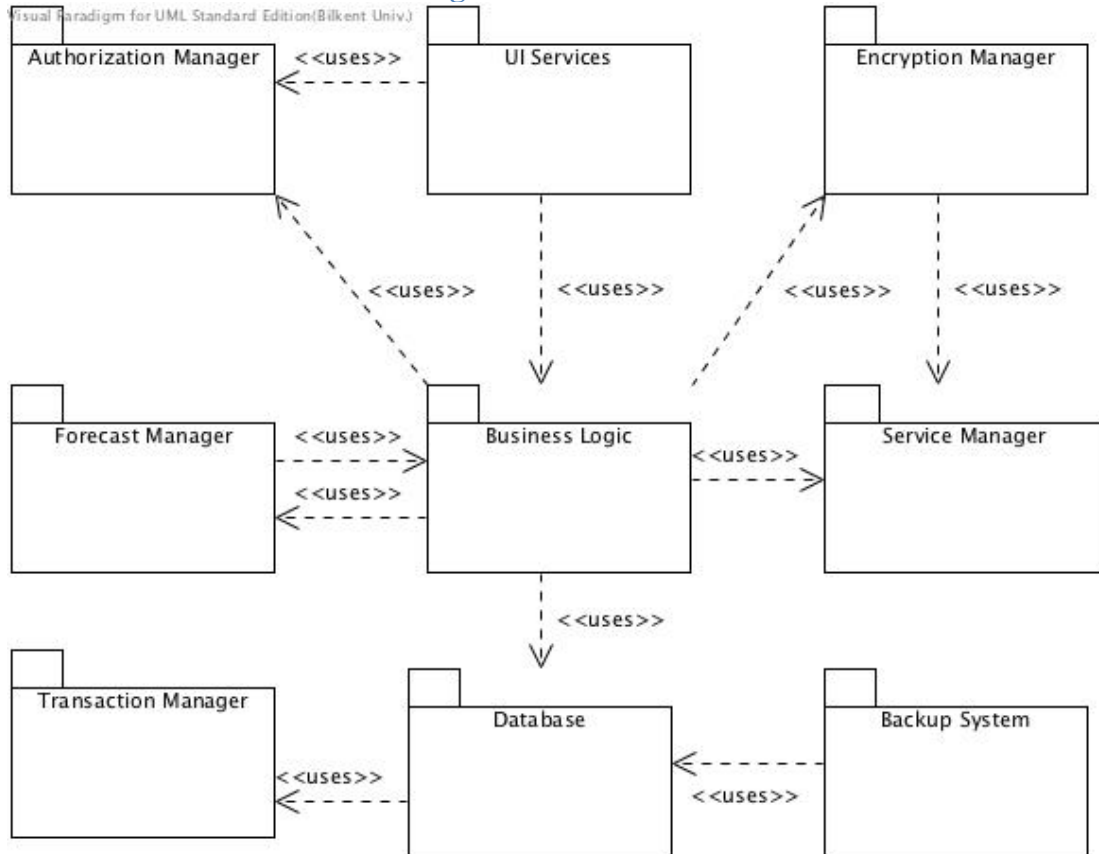 Visual Paradigm for UML Standard Edition(Bilkent Univ.)
Authorization Manager
<<uses>>
UI Services
Encryption Manager
<<uses>>
<<uses>>
<<uses>>
<<uses>>
Forecast Manager
<<uses>>
Business Logic
<<uses>>
Service Manager
<<uses>>
<<uses>>
Transaction Manager
Database
Backup System
<<uses>>
<<uses>>